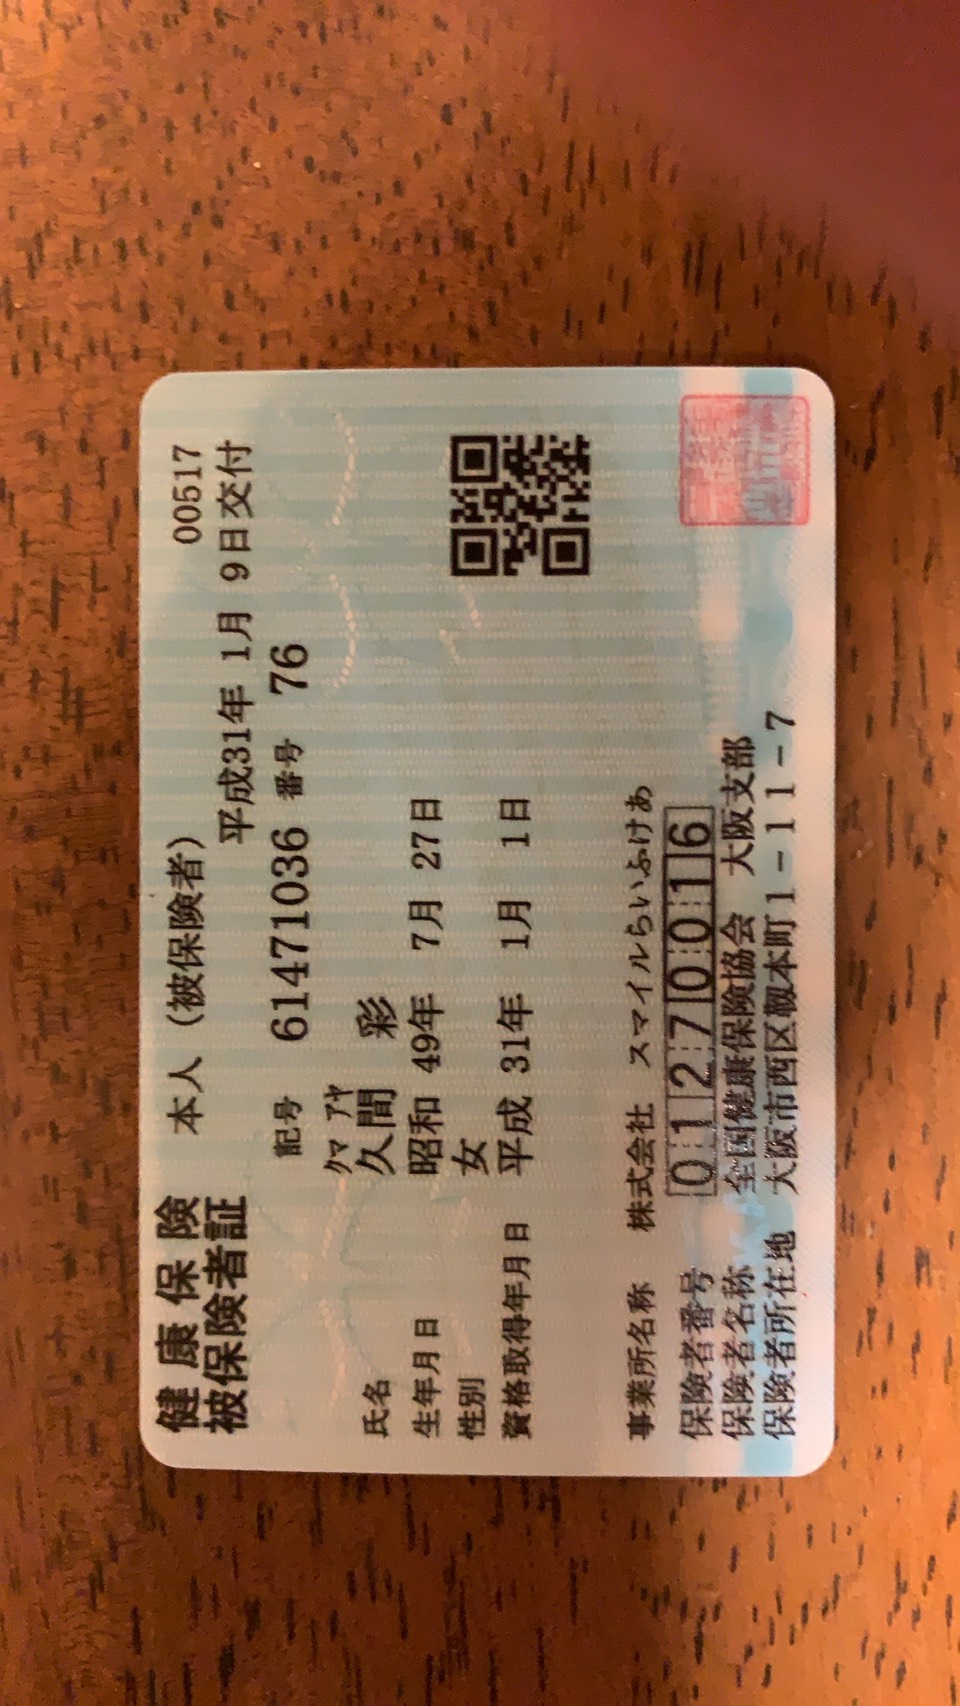 健康保険 本人（被保険者） 00517
被保険者証 平成31年 1月 9日交付
記号 61471036 番号 76
ｸﾏ ｱﾔ
氏名 久間 彩
生年月日 昭和 49年 7月 27日
性別 女
資格取得年月日 平成 31年 1月 1日
事業所名称 株式会社 スマイルらいふけあ
保険者番号 01270016
保険者名称 全国健康保険協会 大阪支部
保険者所在地 大阪市西区靱本町1-11-7